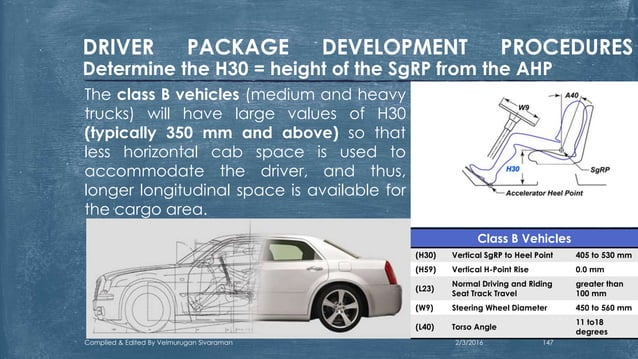 DRIVER PACKAGE DEVELOPMENT PROCEDURES
Determine the H30 = height of the SgRP from the AHP
The class B vehicles (medium and heavy
trucks) will have large values of H30
(typically 350 mm and above) so that
less horizontal cab space is used to
accommodate the driver, and thus,
longer longitudinal space is available for
the cargo area.
A40
W9
H30
SgRP
Accelerator Heel Point
Class B Vehicles
(H30) Vertical SgRP to Heel Point 405 to 530 mm
(H59) Vertical H-Point Rise 0.0 mm
(L23) Normal Driving and Riding Seat Track Travel greater than 100 mm
(W9) Steering Wheel Diameter 450 to 560 mm
(L40) Torso Angle 11 to18 degrees
Complied & Edited By Velmurugan Sivaraman
2/3/2016
147